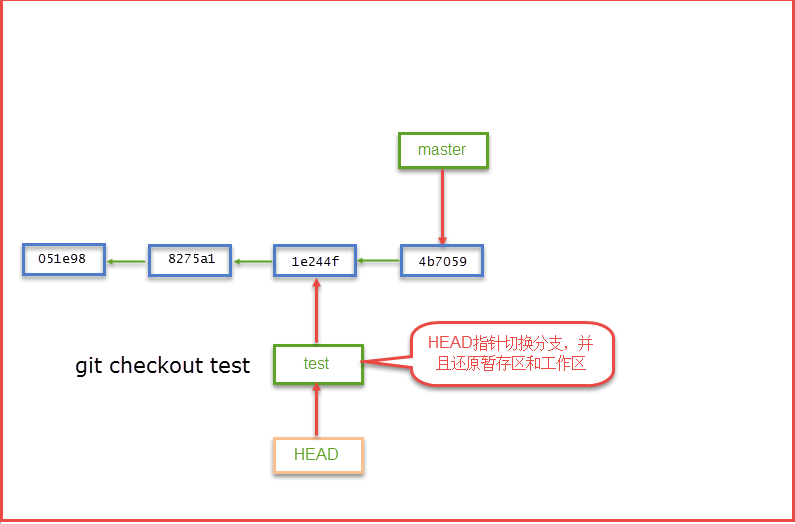 master
051e98
8275a1
1e244f
4b7059
HEAD指针切换分支，并
且还原暂存区和工作区
git checkout test
test
HEAD